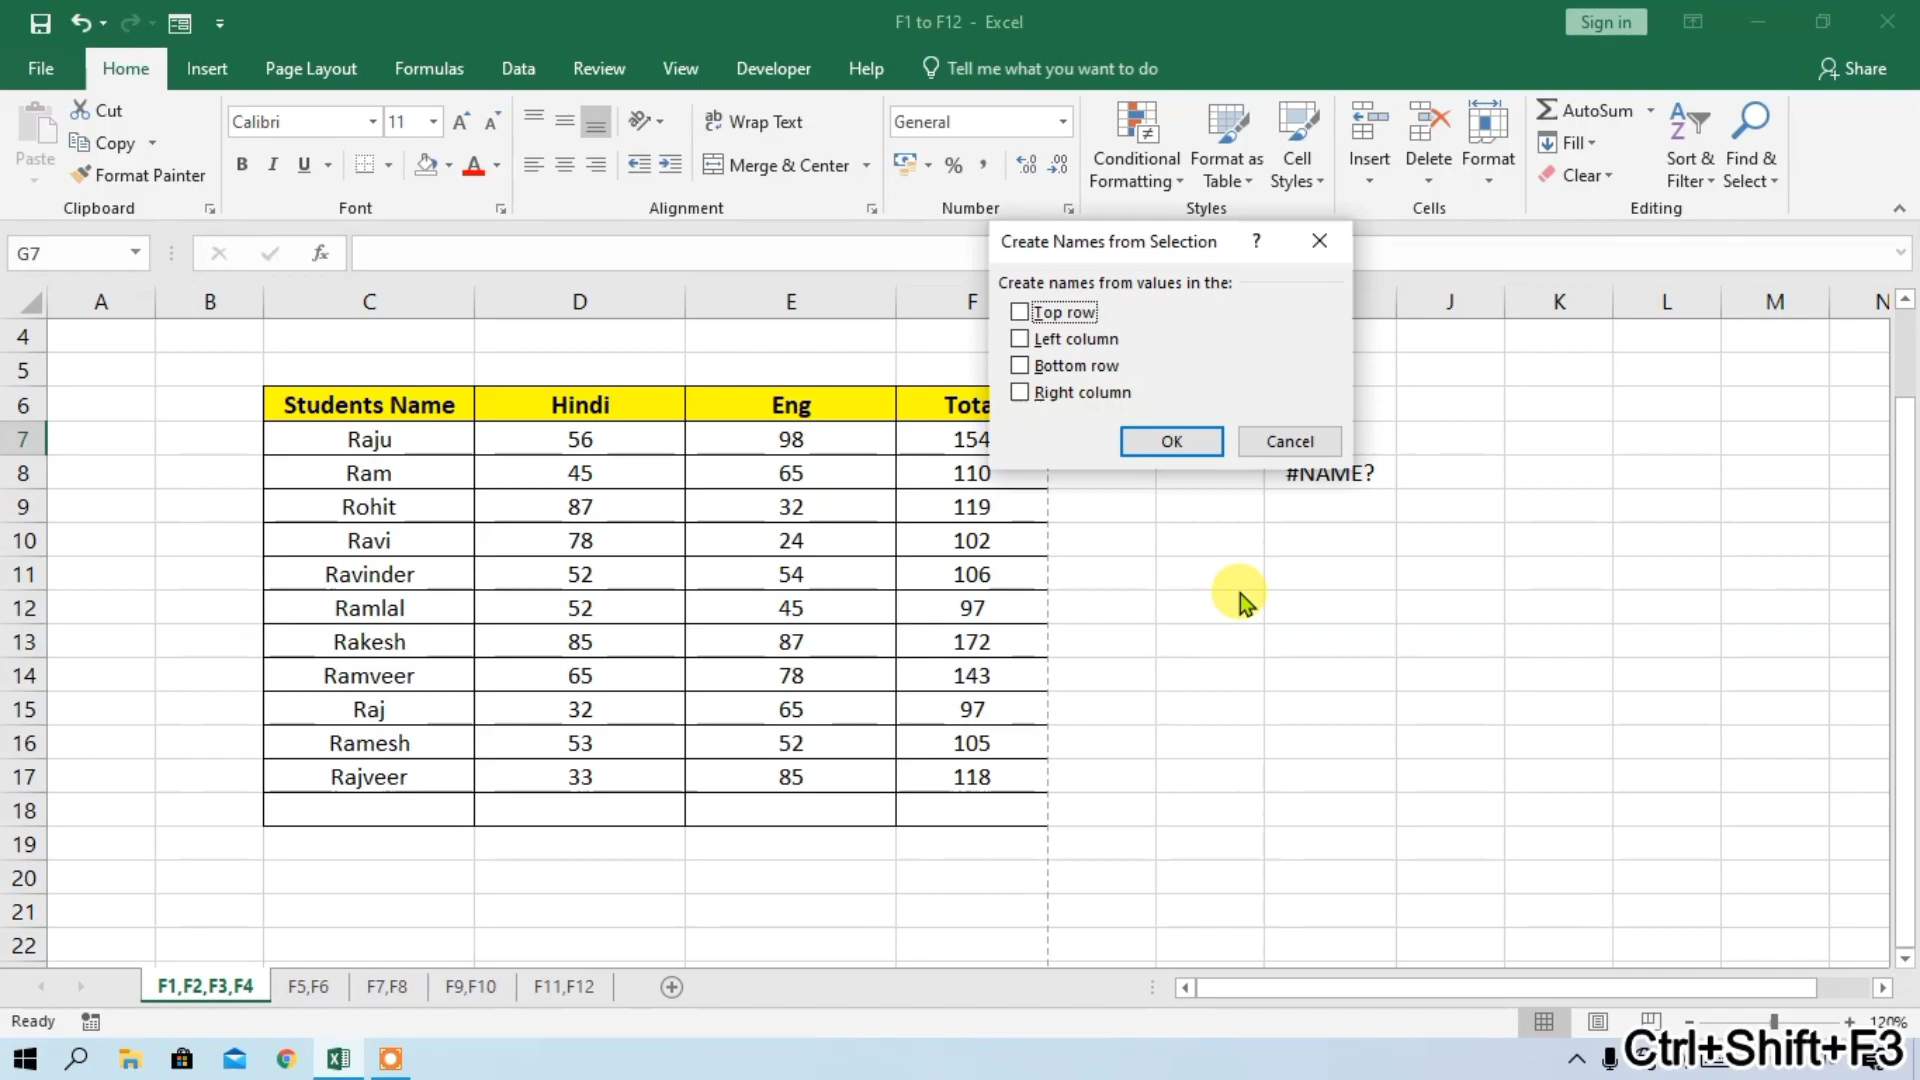 F1 to F12 - Excel
Sign in
File Home Insert Page Layout Formulas Data Review View Developer Help Tell me what you want to do Share
Paste
Cut
Copy
Format Painter
Clipboard
Calibri 11
B I U
Font
Wrap Text
Merge & Center
Alignment
General
Number
Conditional Formatting
Format as Table
Cell Styles
Styles
Insert Delete Format
Cells
AutoSum
Fill
Clear
Sort & Filter
Find & Select
Editing
G7
fx
Create Names from Selection ?
Create names from values in the:
Top row
Left column
Bottom row
Right column
OK Cancel
A B C D E F J K L M N
4
5
6 Students Name Hindi Eng Tota
7 Raju 56 98 154
8 Ram 45 65 110 #NAME?
9 Rohit 87 32 119
10 Ravi 78 24 102
11 Ravinder 52 54 106
12 Ramlal 52 45 97
13 Rakesh 85 87 172
14 Ramveer 65 78 143
15 Raj 32 65 97
16 Ramesh 53 52 105
17 Rajveer 33 85 118
18
19
20
21
22
F1,F2,F3,F4 F5,F6 F7,F8 F9,F10 F11,F12
Ready
120%
Ctrl+Shift+F3